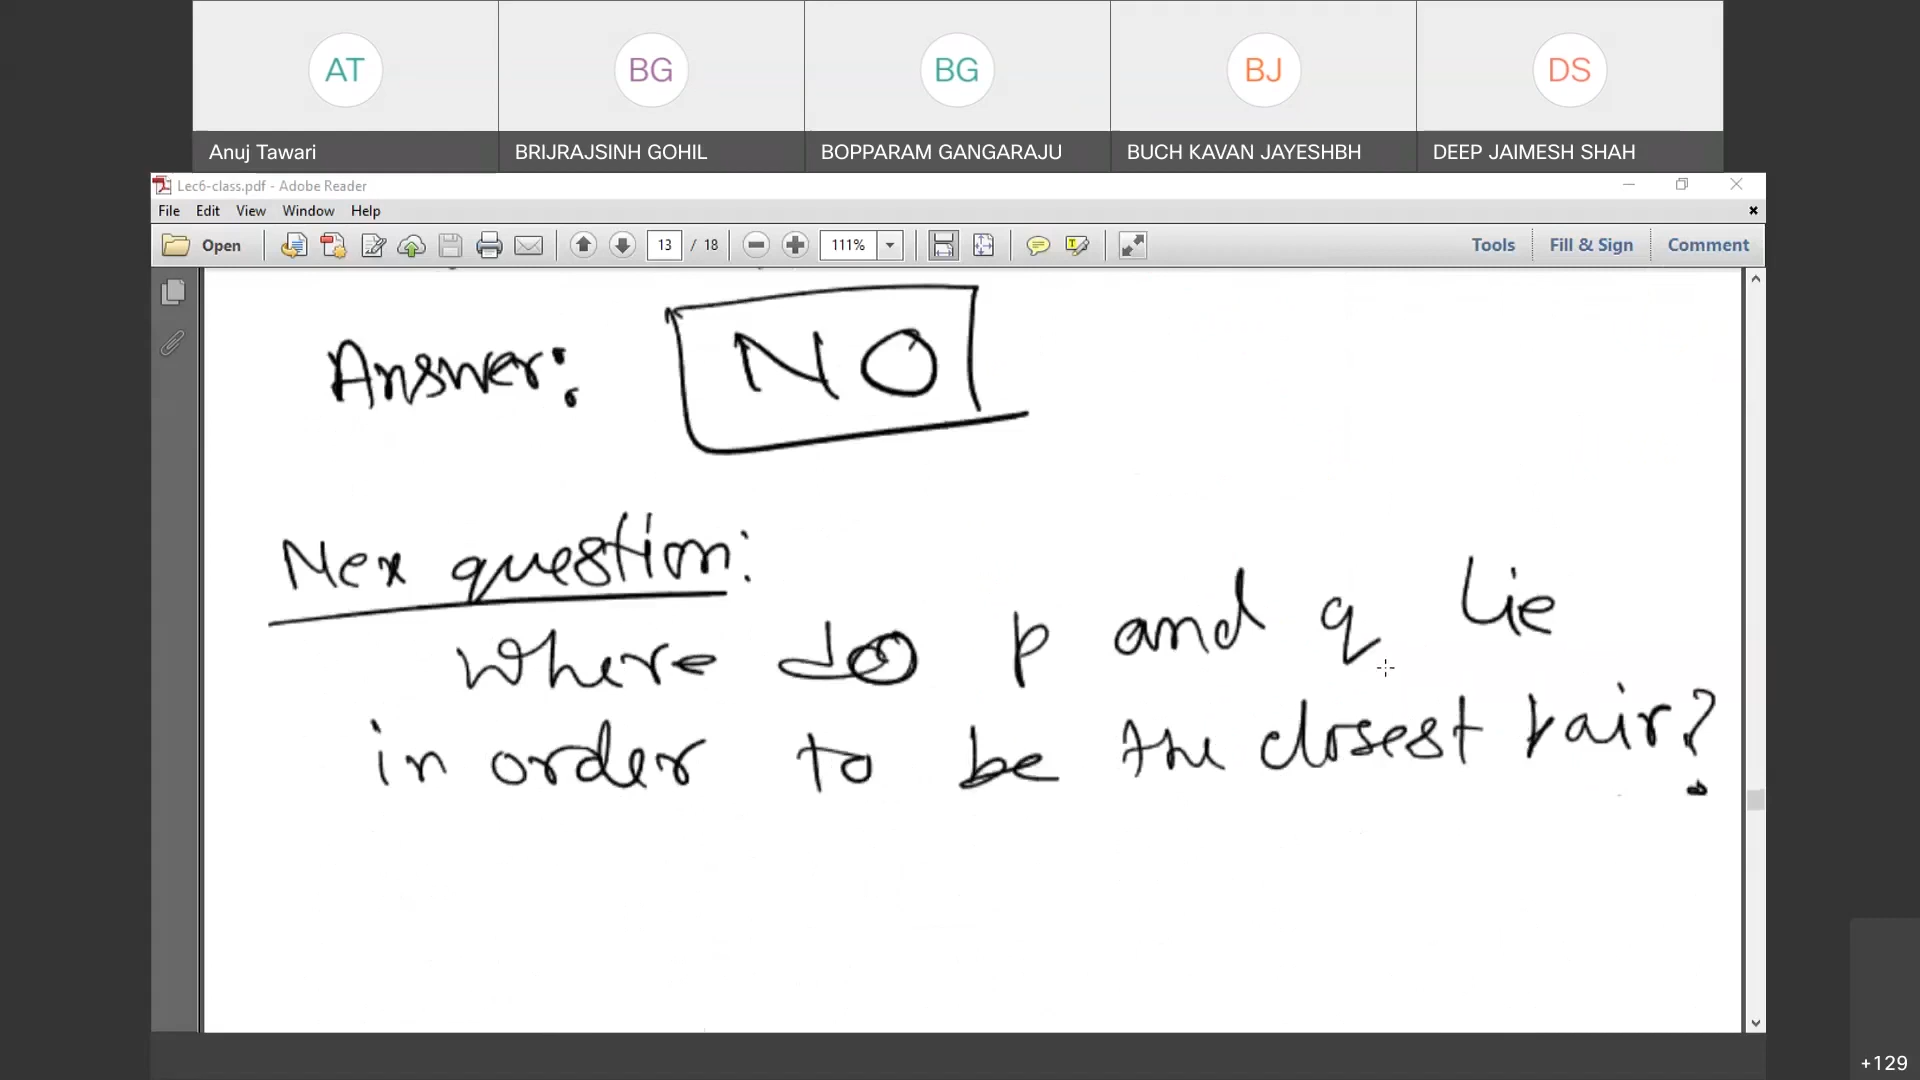 AT BG BG BJ DS
Anuj Tawari BRIJRAJSINH GOHIL BOPPARAM GANGARAJU BUCH KAVAN JAYESHBH DEEP JAIMESH SHAH
Lec6-class.pdf - Adobe Reader
File Edit View Window Help
Open 13 / 18 111% Tools Fill & Sign Comment
Answer: NO
Nex question:
Where do p and q lie
in order to be the closest pair?
+129